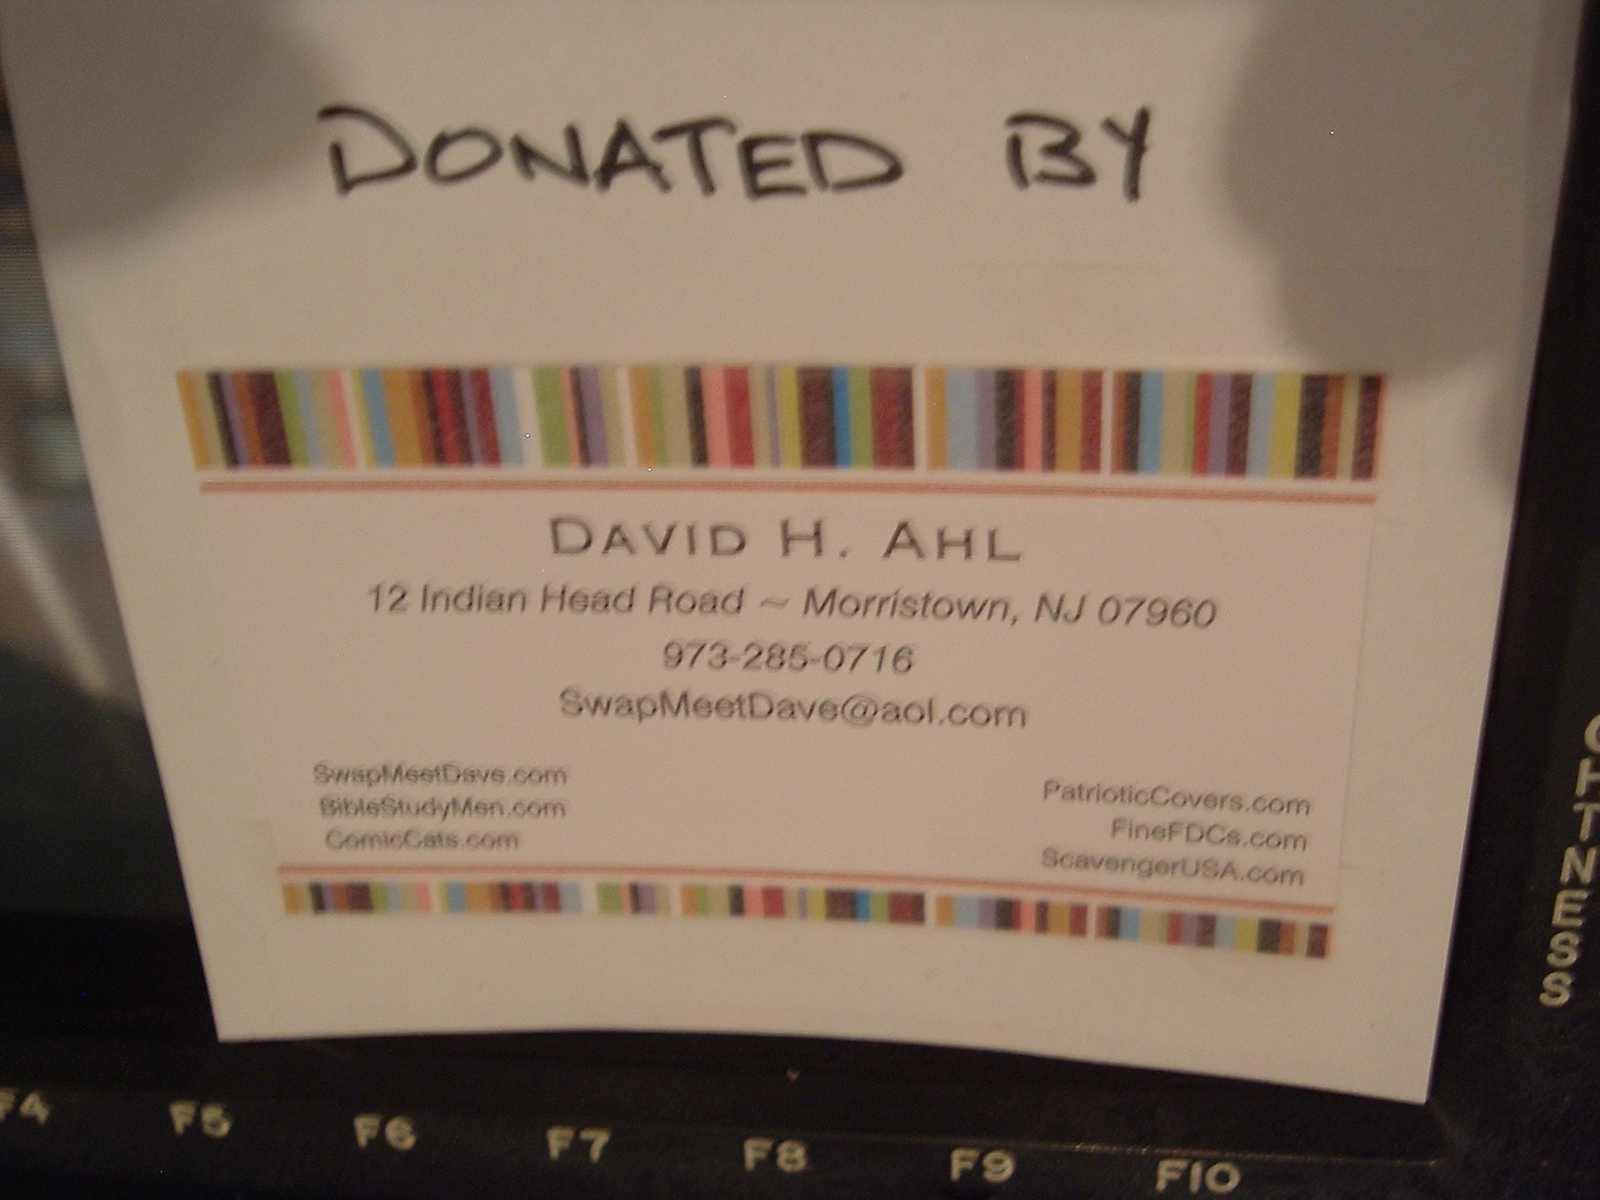 DONATED BY
DAVID H. AHL
12 Indian Head Road ~ Morristown, NJ 07960
973-285-0716
SwapMeetDave@aol.com
SwapMeetDave.com
BibleStudyMen.com
ComicCats.com
PatrioticCovers.com
FineFDCs.com
ScavengerUSA.com
HTNESS
F4 F5 F6 F7 F8 F9 F10